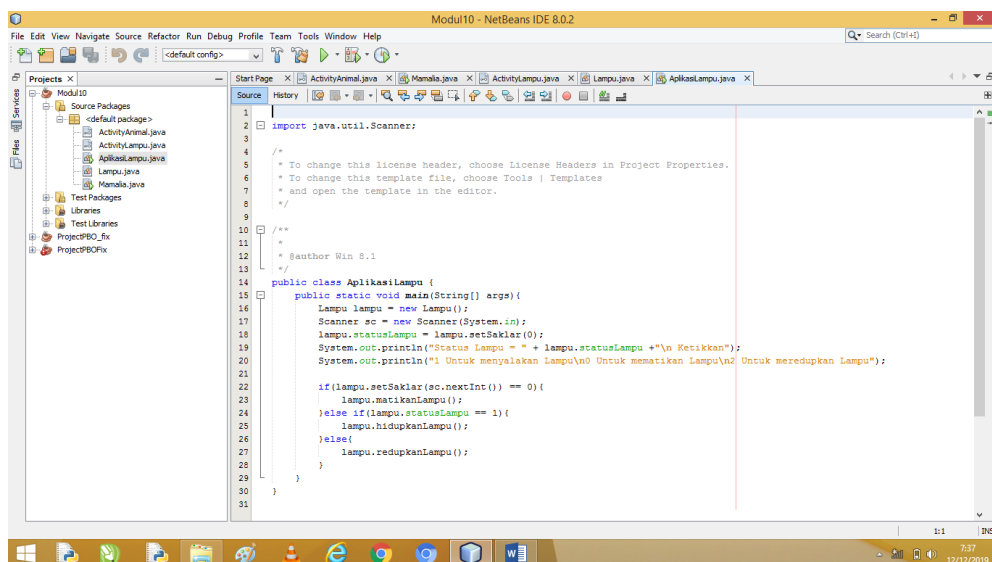 Modul10 - NetBeans IDE 8.0.2
File Edit View Navigate Source Refactor Run Debug Profile Team Tools Window Help
Search (Ctrl+I)
<default config>
Projects
Services
Files
Modul10
Source Packages
<default package>
ActivityAnimal.java
ActivityLampu.java
AplikasiLampu.java
Lampu.java
Mamalia.java
Test Packages
Libraries
Test Libraries
ProjectPBO_fix
ProjectPBOFix
Start Page ActivityAnimal.java Mamalia.java ActivityLampu.java Lampu.java AplikasiLampu.java
Source History
1
2 import java.util.Scanner;
3
4 /*
5 * To change this license header, choose License Headers in Project Properties.
6 * To change this template file, choose Tools | Templates
7 * and open the template in the editor.
8 */
9
10 /**
11 *
12 * @author Win 8.1
13 */
14 public class AplikasiLampu {
15 public static void main(String[] args){
16 Lampu lampu = new Lampu();
17 Scanner sc = new Scanner(System.in);
18 lampu.statusLampu = lampu.setSaklar(0);
19 System.out.println("Status Lampu = " + lampu.statusLampu +"\n Ketikkan");
20 System.out.println("1 Untuk menyalakan Lampu\n0 Untuk mematikan Lampu\n2 Untuk meredupkan Lampu");
21
22 if(lampu.setSaklar(sc.nextInt()) == 0){
23 lampu.matikanLampu();
24 }else if(lampu.statusLampu == 1){
25 lampu.hidupkanLampu();
26 }else{
27 lampu.redupkanLampu();
28 }
29 }
30 }
31
1:1 INS
7:37
12/12/2019